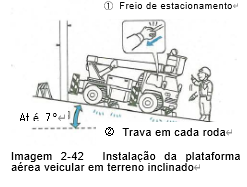 ① Freio de estacionamento
Até 7°
② Trava em cada roda
Imagem 2-42 Instalação da plataforma
aérea veicular em terreno inclinado